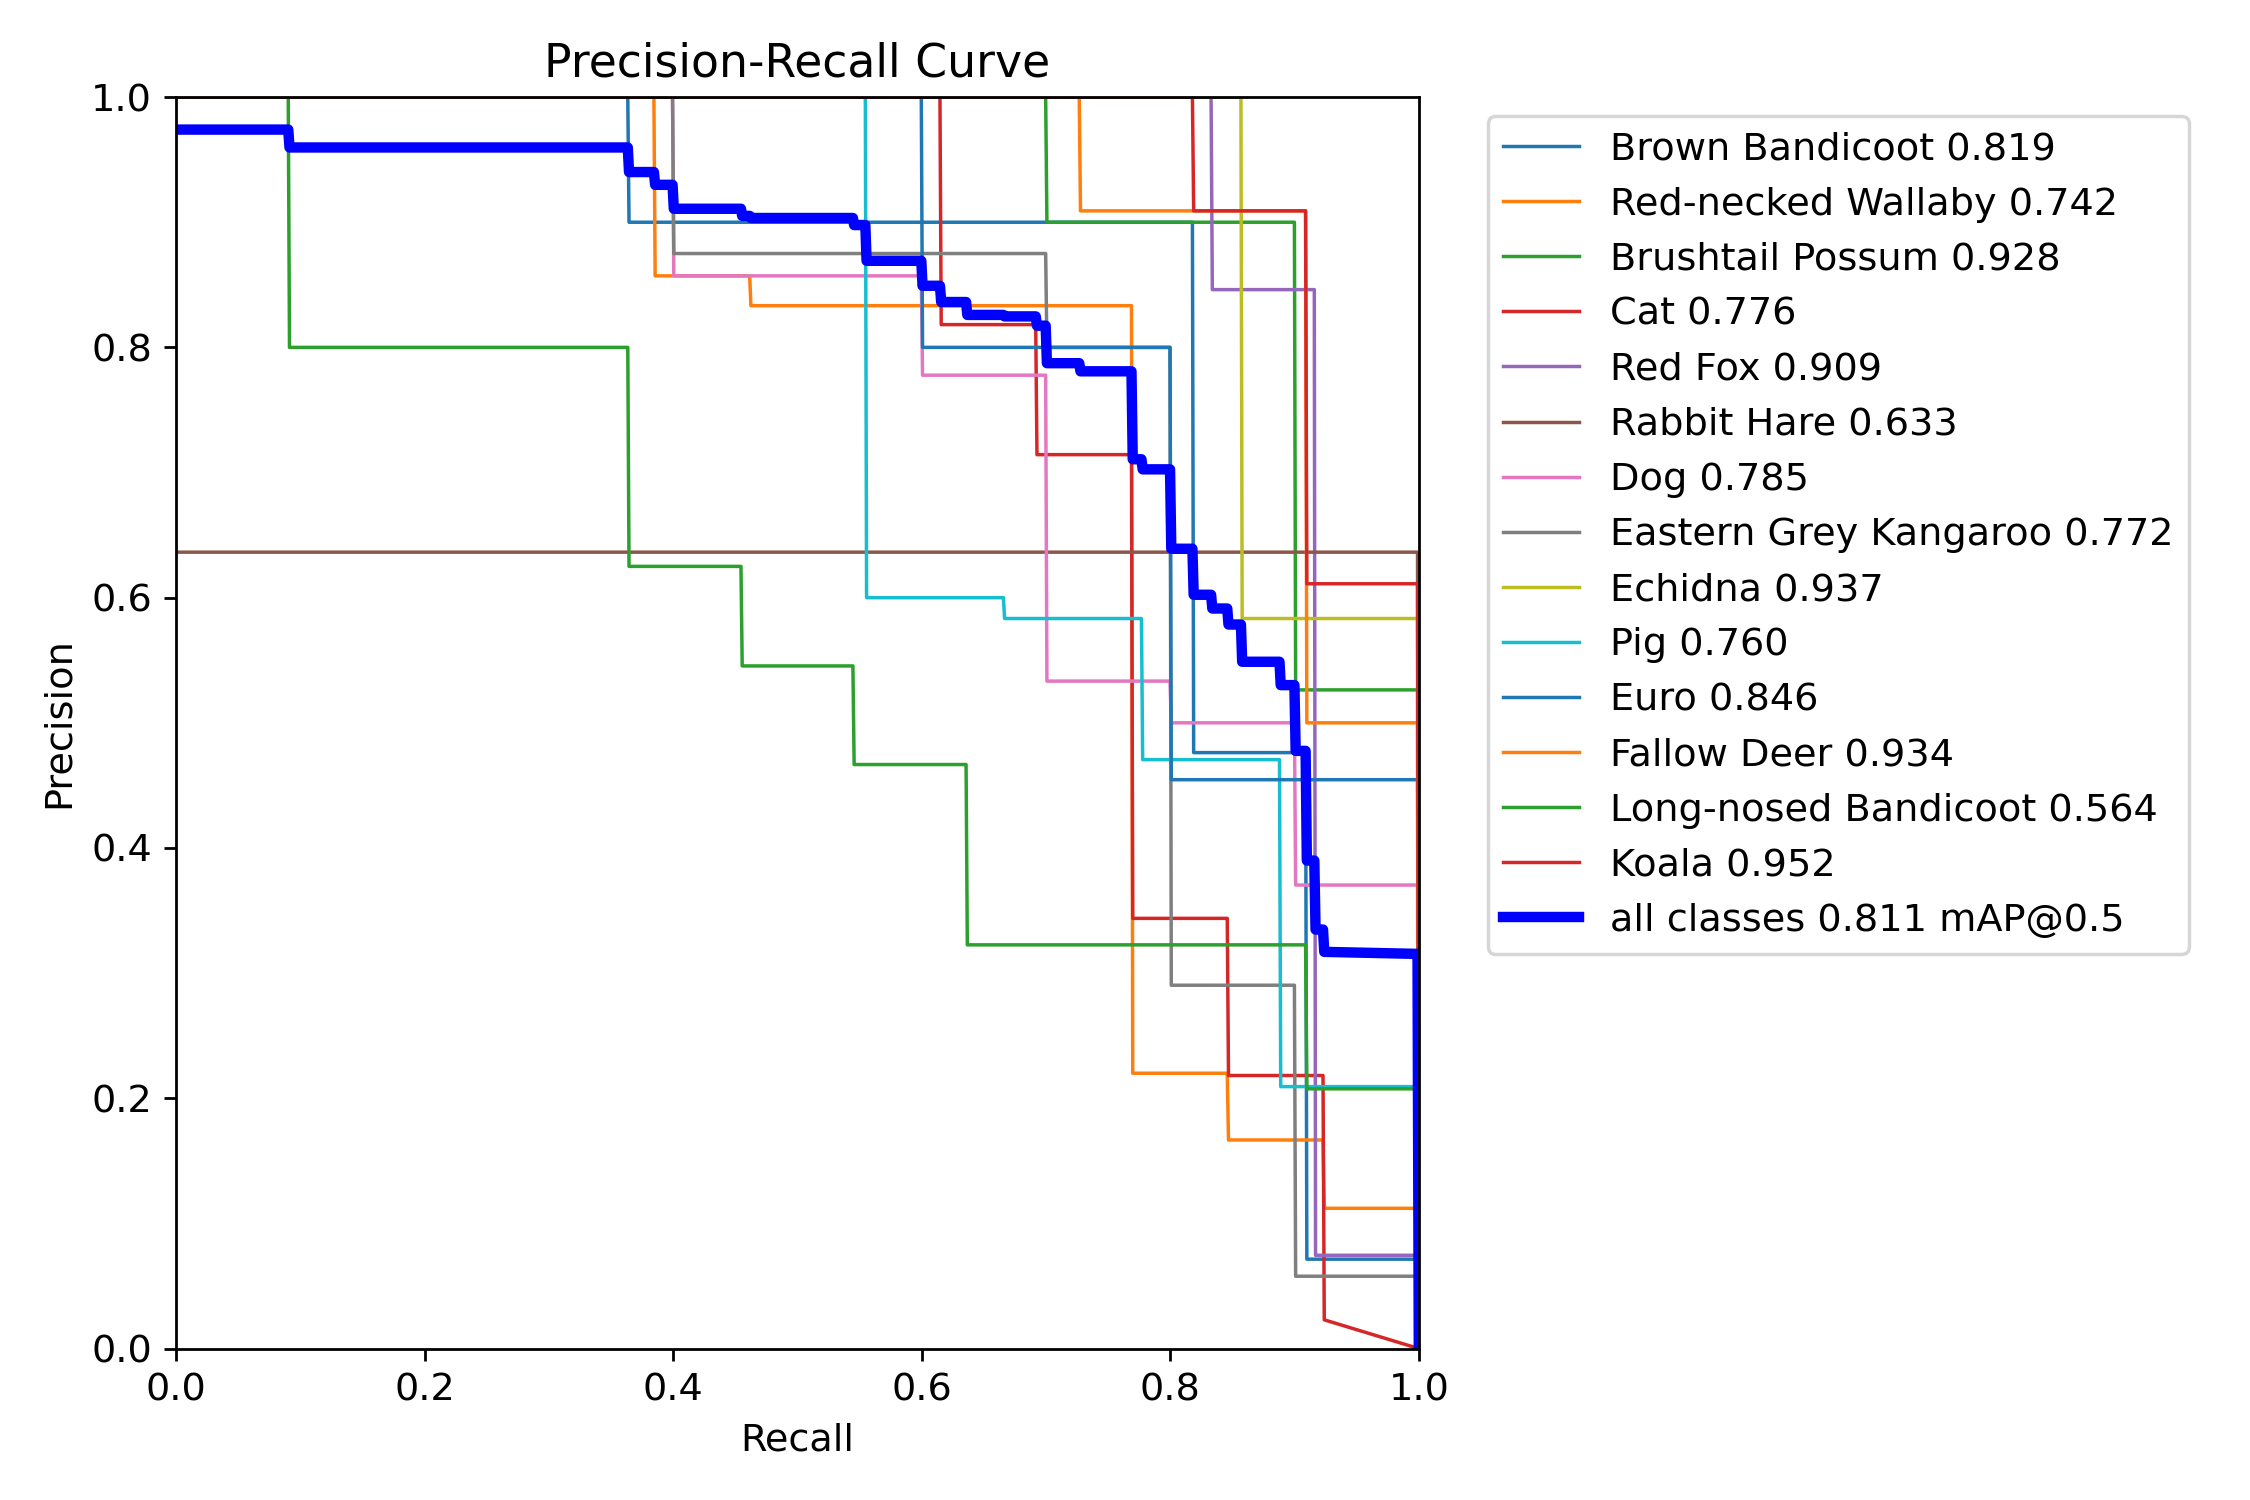 Precision-Recall Curve
1.0
0.8
0.6
0.4
0.2
0.0
Precision
0.0 0.2 0.4 0.6 0.8 1.0
Recall
Brown Bandicoot 0.819
Red-necked Wallaby 0.742
Brushtail Possum 0.928
Cat 0.776
Red Fox 0.909
Rabbit Hare 0.633
Dog 0.785
Eastern Grey Kangaroo 0.772
Echidna 0.937
Pig 0.760
Euro 0.846
Fallow Deer 0.934
Long-nosed Bandicoot 0.564
Koala 0.952
all classes 0.811 mAP@0.5